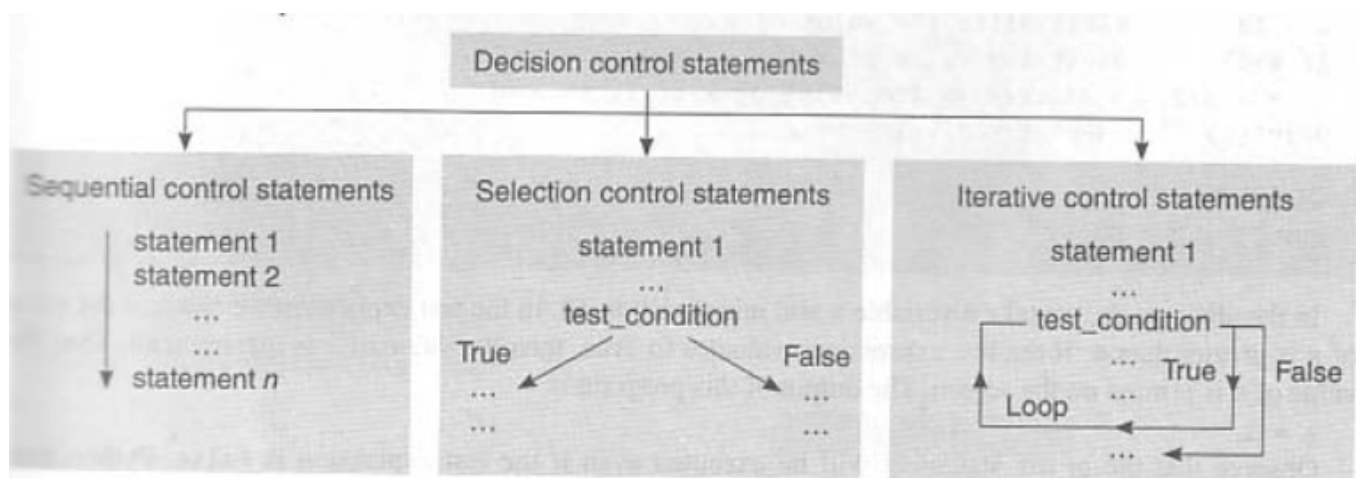 Decision control statements
Sequential control statements
statement 1
statement 2
...
...
statement n
Selection control statements
statement 1
...
test_condition
True False
... ...
... ...
Iterative control statements
statement 1
...
test_condition
... True False
Loop ...
...